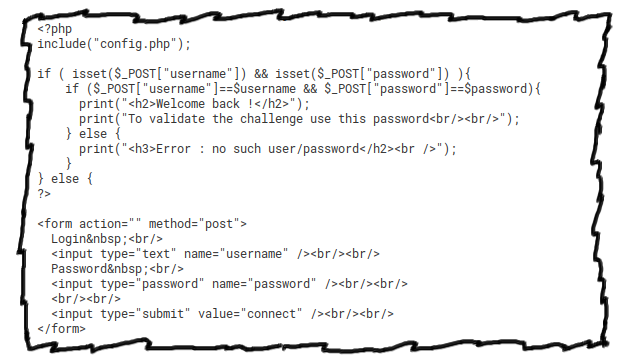 <?php
include("config.php");

if ( isset($_POST["username"]) && isset($_POST["password"]) ){
    if ($_POST["username"]==$username && $_POST["password"]==$password){
      print("<h2>Welcome back !</h2>");
      print("To validate the challenge use this password<br/><br/>");
    } else {
      print("<h3>Error : no such user/password</h2><br />");
    }
} else {
?>

<form action="" method="post">
  Login&nbsp;<br/>
  <input type="text" name="username" /><br/><br/>
  Password&nbsp;<br/>
  <input type="password" name="password" /><br/><br/>
  <br/><br/>
  <input type="submit" value="connect" /><br/><br/>
</form>